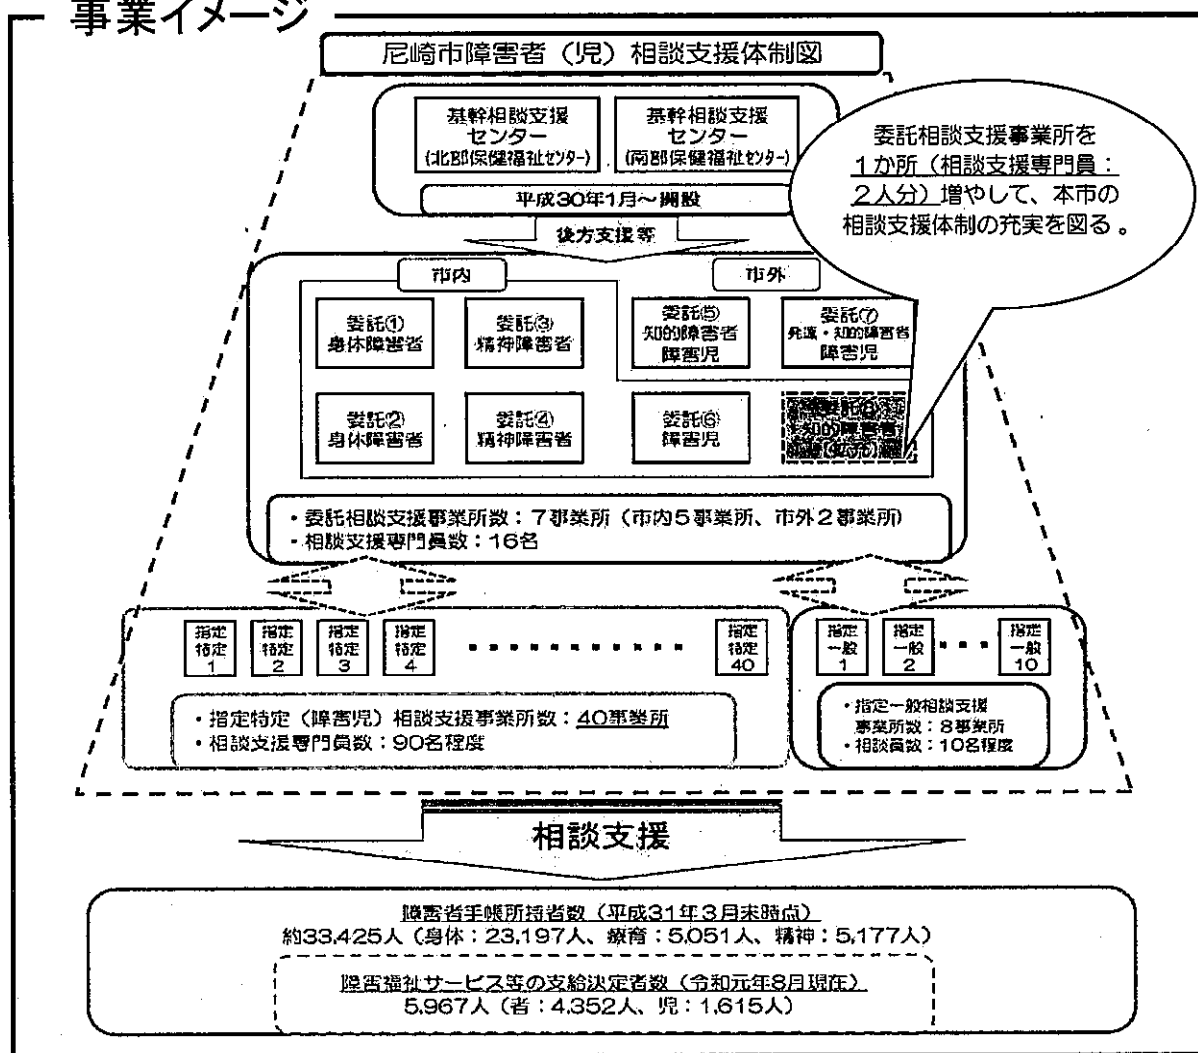 事業イメージ
尼崎市障害者（児）相談支援体制図
基幹相談支援
センター
(北部保健福祉センター)
基幹相談支援
センター
(南部保健福祉センター)
平成30年1月～開設
委託相談支援事業所を
1か所（相談支援専門員：
2人分）増やして、本市の
相談支援体制の充実を図る。
後方支援等
市内
市外
委託①
身体障害者
委託③
精神障害者
委託⑤
知的障害者
障害児
委託⑦
発達・知的障害者
障害児
委託②
身体障害者
委託④
精神障害者
委託⑥
障害児
委託⑧
知的障害者
・委託相談支援事業所数：7事業所（市内5事業所、市外2事業所）
・相談支援専門員数：16名
指定
特定
1
指定
特定
2
指定
特定
3
指定
特定
4
指定
特定
40
指定
一般
1
指定
一般
2
指定
一般
10
・指定特定（障害児）相談支援事業所数：40事業所
・相談支援専門員数：90名程度
・指定一般相談支援
事業所数：8事業所
・相談員数：10名程度
相談支援
障害者手帳所持者数（平成31年3月末時点）
約33,425人（身体：23,197人、療育：5,051人、精神：5,177人）
障害福祉サービス等の支給決定者数（令和元年8月現在）
5,967人（者：4,352人、児：1,615人）